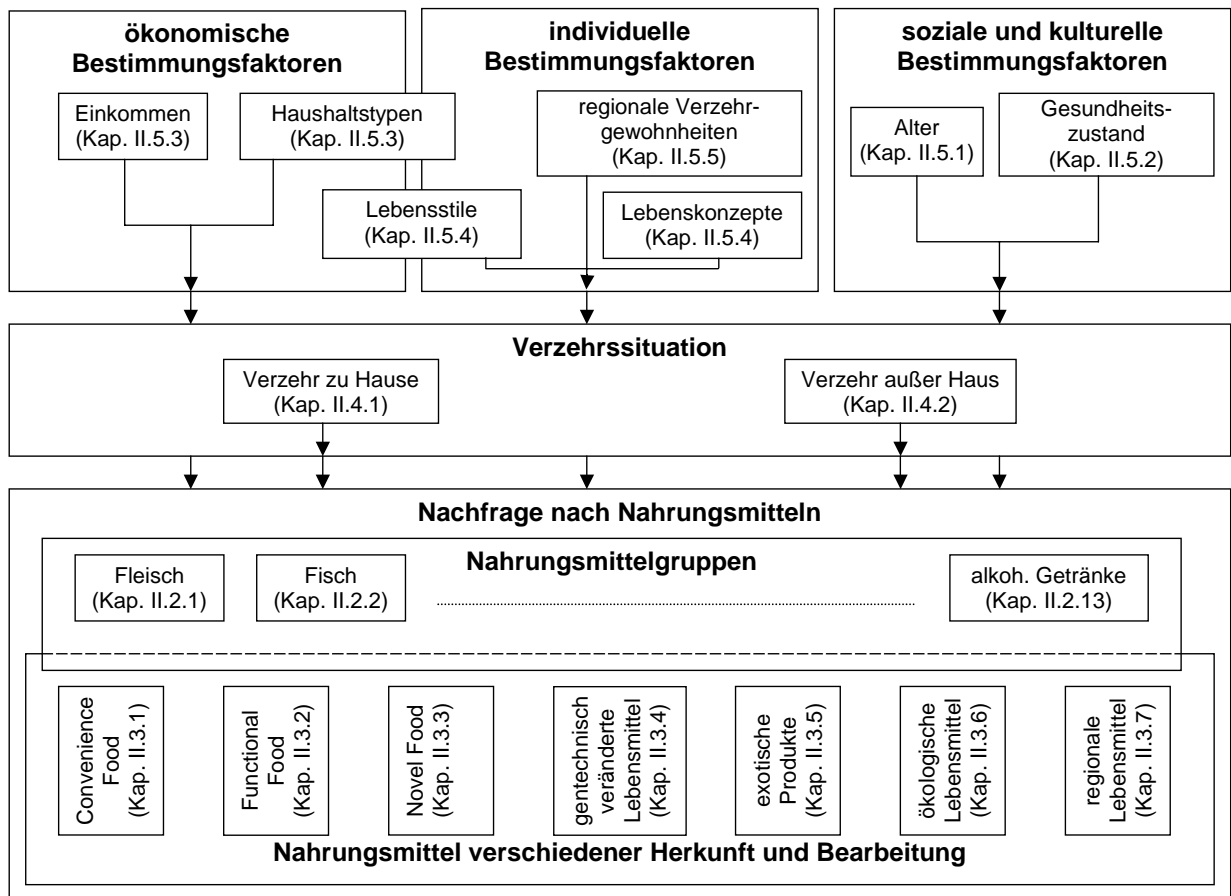 ökonomische
Bestimmungsfaktoren
Einkommen
(Kap. II.5.3)
Haushaltstypen
(Kap. II.5.3)
individuelle
Bestimmungsfaktoren
regionale Verzehr-
gewohnheiten
(Kap. II.5.5)
Lebensstile
(Kap. II.5.4)
Lebenskonzepte
(Kap. II.5.4)
soziale und kulturelle
Bestimmungsfaktoren
Alter
(Kap. II.5.1)
Gesundheits-
zustand
(Kap. II.5.2)
Verzehrssituation
Verzehr zu Hause
(Kap. II.4.1)
Verzehr außer Haus
(Kap. II.4.2)
Nachfrage nach Nahrungsmitteln
Nahrungsmittelgruppen
Fleisch
(Kap. II.2.1)
Fisch
(Kap. II.2.2)
alkoh. Getränke
(Kap. II.2.13)
Convenience
Food
(Kap. II.3.1)
Functional
Food
(Kap. II.3.2)
Novel Food
(Kap. II.3.3)
gentechnisch
veränderte
Lebensmittel
(Kap. II.3.4)
exotische
Produkte
(Kap. II.3.5)
ökologische
Lebensmittel
(Kap. II.3.6)
regionale
Lebensmittel
(Kap. II.3.7)
Nahrungsmittel verschiedener Herkunft und Bearbeitung